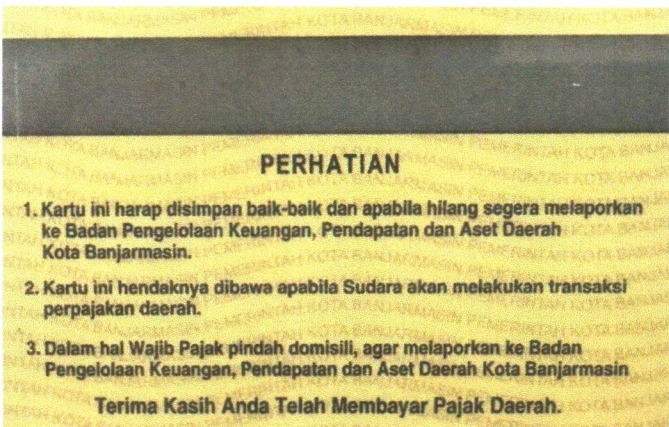 PERHATIAN
1. Kartu ini harap disimpan baik-baik dan apabila hilang segera melaporkan
ke Badan Pengelolaan Keuangan, Pendapatan dan Aset Daerah
Kota Banjarmasin.
2. Kartu ini hendaknya dibawa apabila Sudara akan melakukan transaksi
perpajakan daerah.
3. Dalam hal Wajib Pajak pindah domisili, agar melaporkan ke Badan
Pengelolaan Keuangan, Pendapatan dan Aset Daerah Kota Banjarmasin
Terima Kasih Anda Telah Membayar Pajak Daerah.